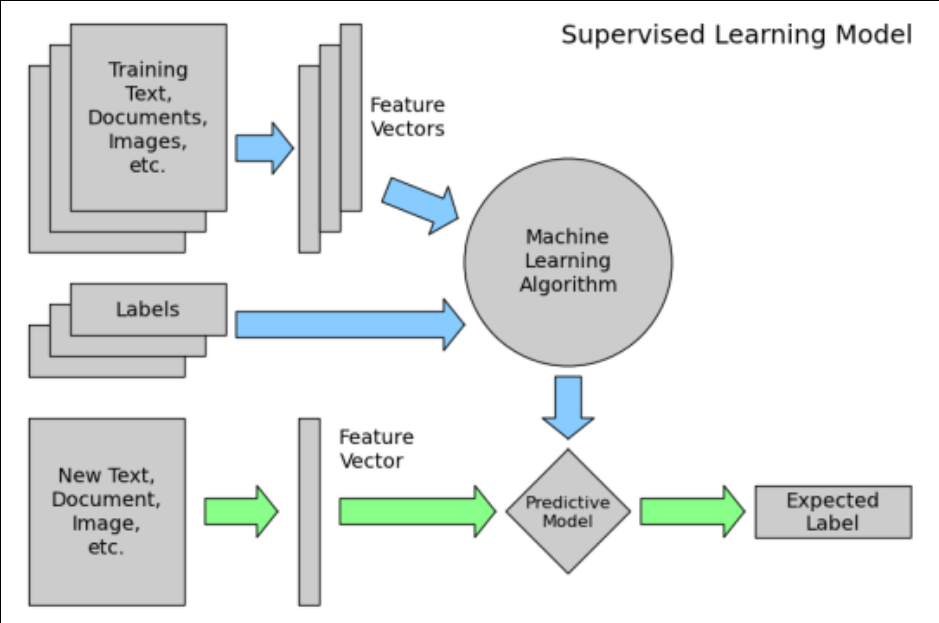 Supervised Learning Model
Training
Text,
Documents,
Images,
etc.
Feature
Vectors
Machine
Learning
Algorithm
Labels
New Text,
Document,
Image,
etc.
Feature
Vector
Predictive
Model
Expected
Label